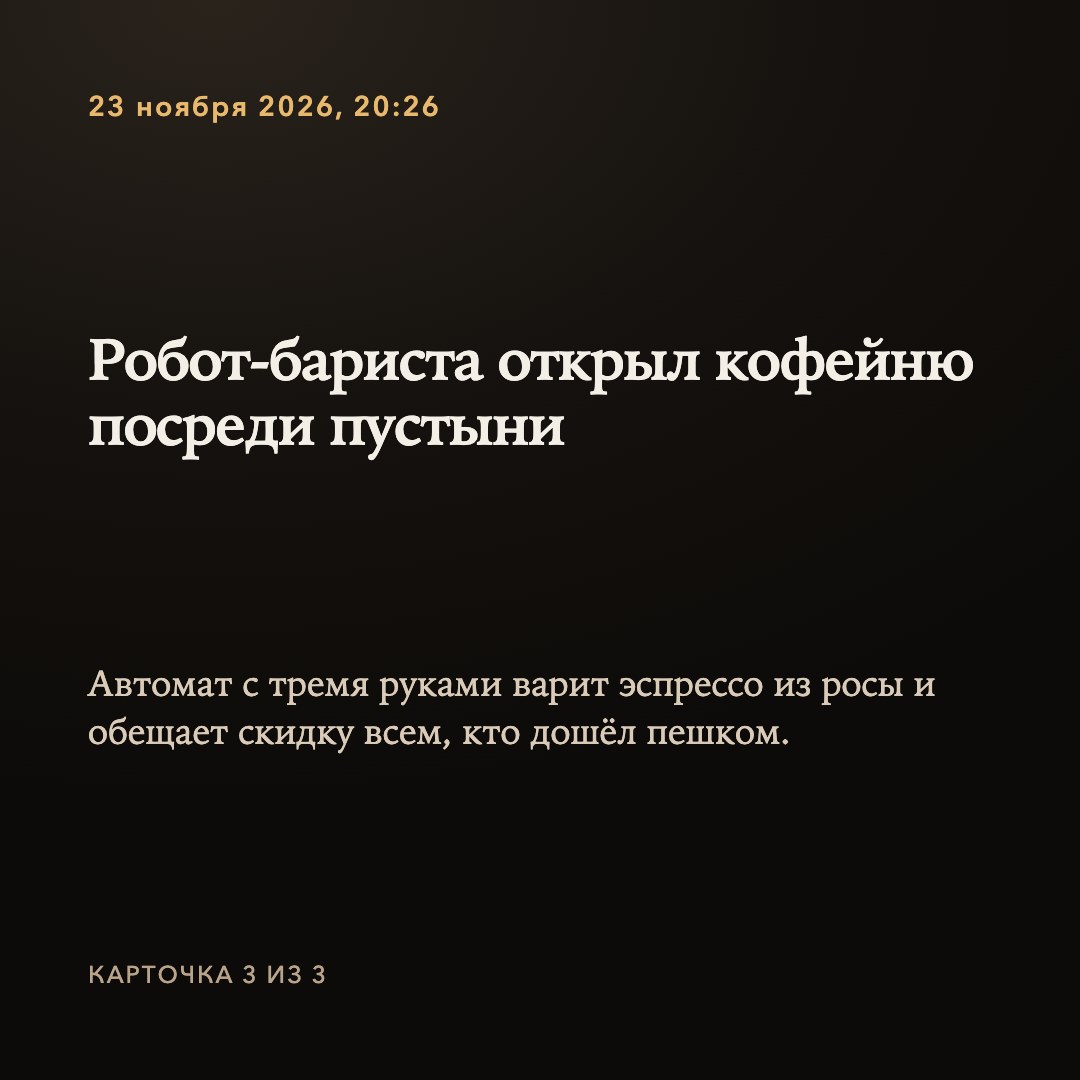 23 ноября 2026, 20:26
Робот-бариста открыл кофейню
посреди пустыни
Автомат с тремя руками варит эспрессо из росы и
обещает скидку всем, кто дошёл пешком.
КАРТОЧКА 3 ИЗ 3